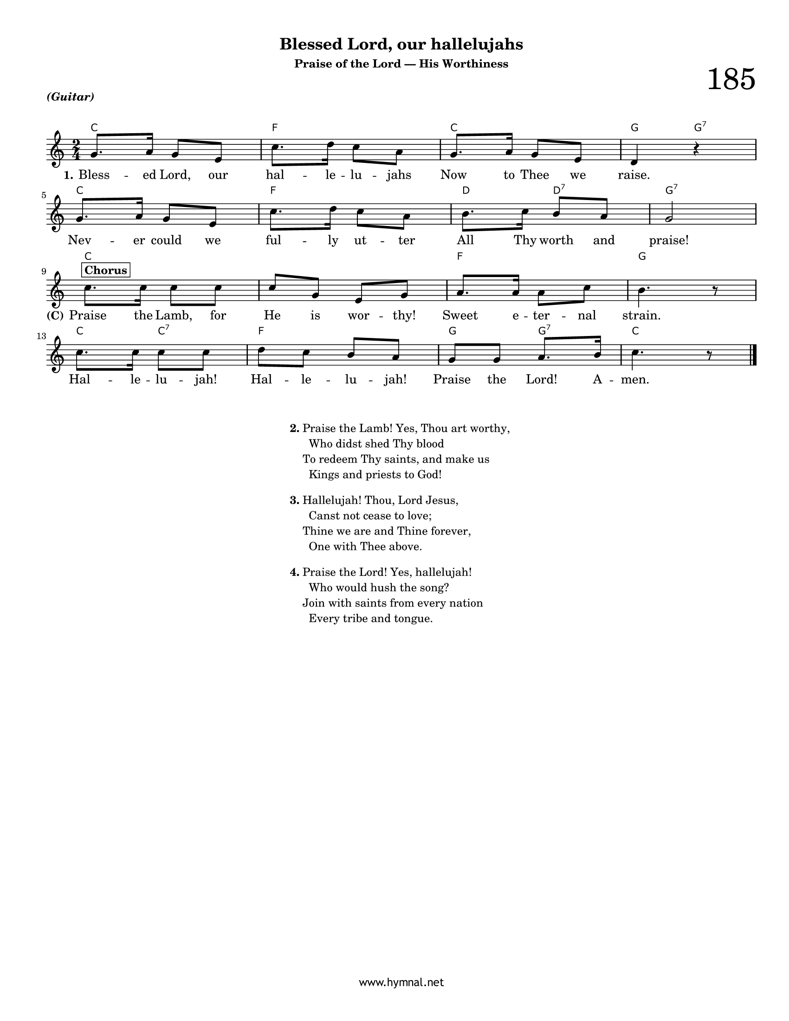 Blessed Lord, our hallelujahs
Praise of the Lord — His Worthiness
185
(Guitar)
C F C G G7
2 4
1. Bless - ed Lord, our hal - le - lu - jahs Now to Thee we raise.
5
C F D D7 G7
Nev - er could we ful - ly ut - ter All Thy worth and praise!
C F G
9
Chorus
(C) Praise the Lamb, for He is wor - thy! Sweet e - ter - nal strain.
13
C C7 F G G7 C
Hal - le - lu - jah! Hal - le - lu - jah! Praise the Lord! A - men.
2. Praise the Lamb! Yes, Thou art worthy,
Who didst shed Thy blood
To redeem Thy saints, and make us
Kings and priests to God!
3. Hallelujah! Thou, Lord Jesus,
Canst not cease to love;
Thine we are and Thine forever,
One with Thee above.
4. Praise the Lord! Yes, hallelujah!
Who would hush the song?
Join with saints from every nation
Every tribe and tongue.
www.hymnal.net